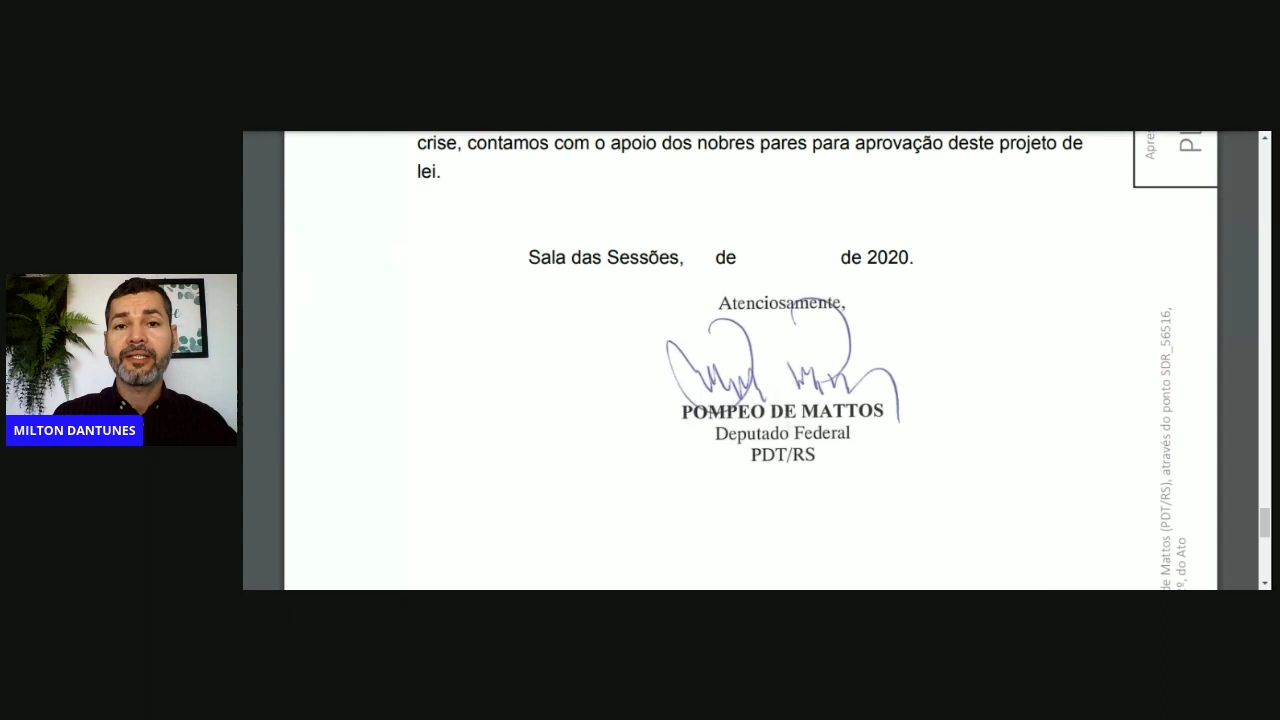 crise, contamos com o apoio dos nobres pares para aprovação deste projeto de
lei.
Sala das Sessões, de de 2020.
Atenciosamente,
POMPEO DE MATTOS
Deputado Federal
PDT/RS
MILTON DANTUNES
de Mattos (PDT/RS), através do ponto SDR_56516,
do Ato